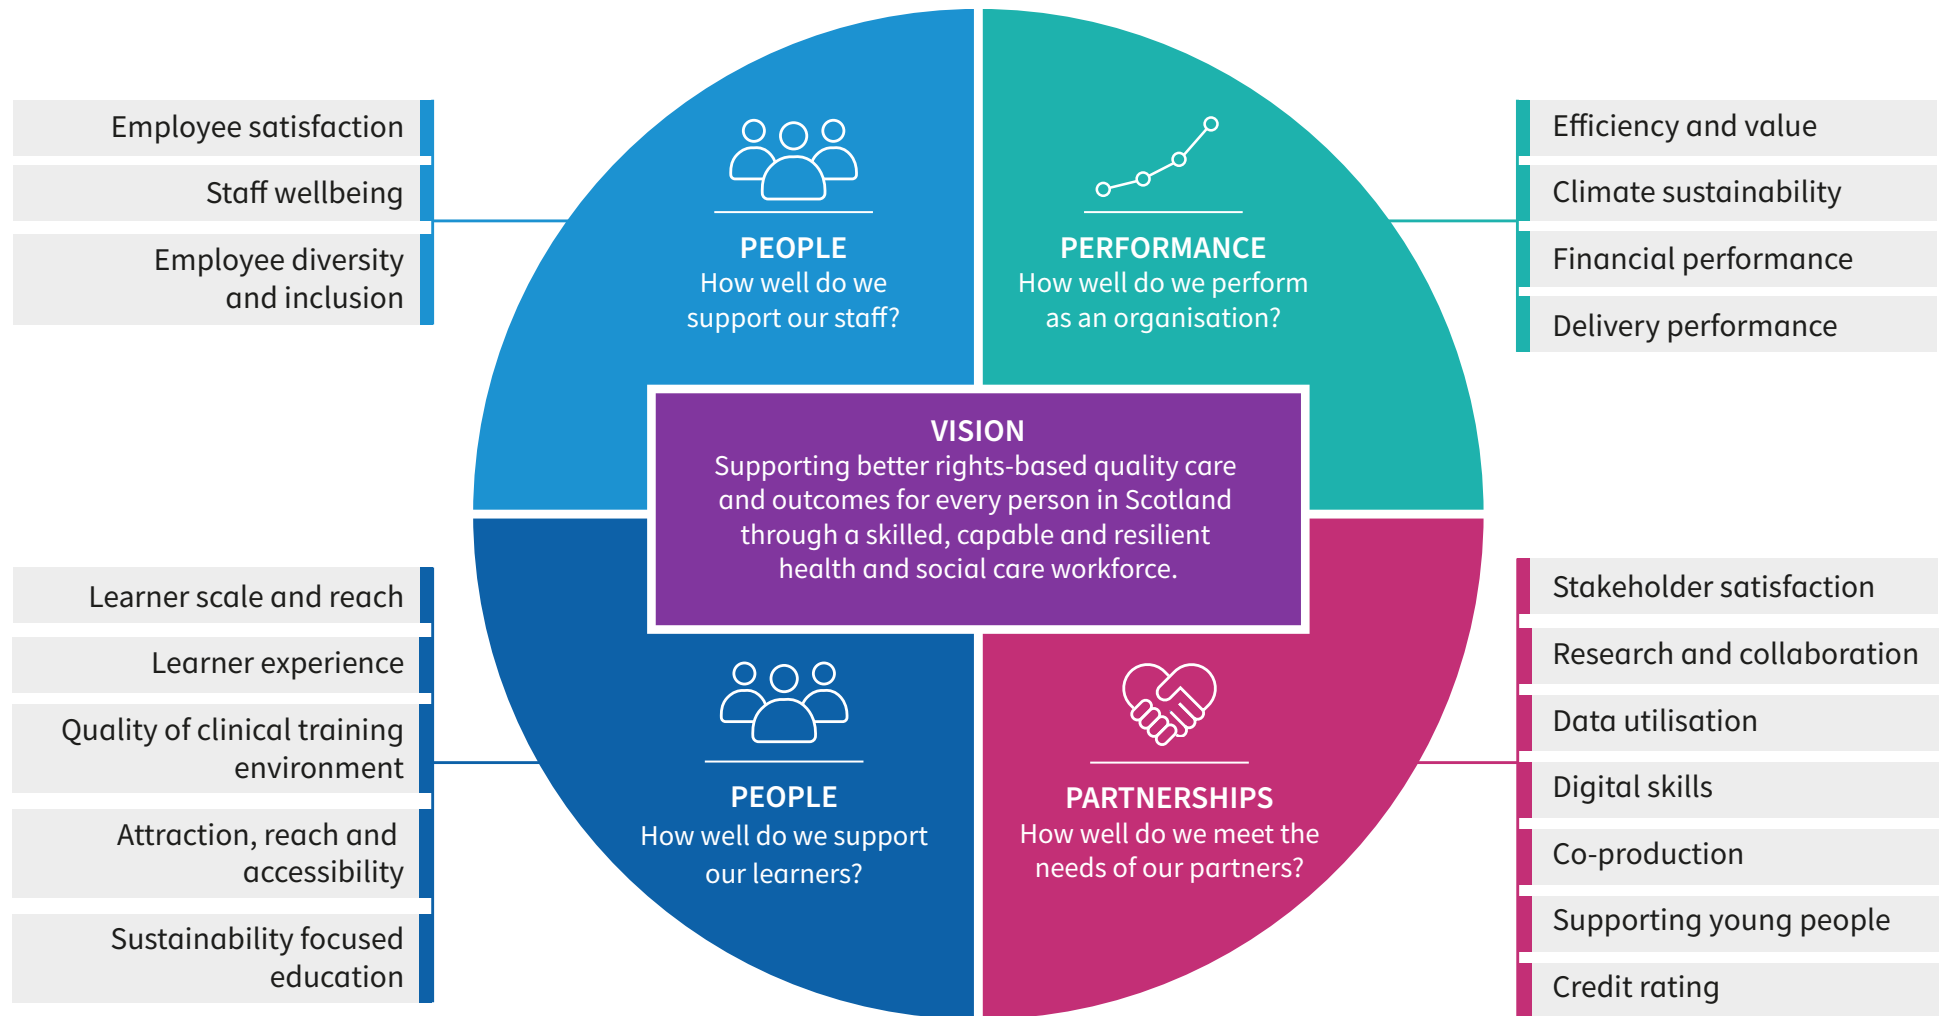 Employee satisfaction
Staff wellbeing
Employee diversity
and inclusion
PEOPLE
How well do we
support our staff?
PERFORMANCE
How well do we perform
as an organisation?
Efficiency and value
Climate sustainability
Financial performance
Delivery performance
VISION
Supporting better rights-based quality care
and outcomes for every person in Scotland
through a skilled, capable and resilient
health and social care workforce.
Learner scale and reach
Learner experience
Quality of clinical training
environment
Attraction, reach and
accessibility
Sustainability focused
education
PEOPLE
How well do we support
our learners?
PARTNERSHIPS
How well do we meet the
needs of our partners?
Stakeholder satisfaction
Research and collaboration
Data utilisation
Digital skills
Co-production
Supporting young people
Credit rating